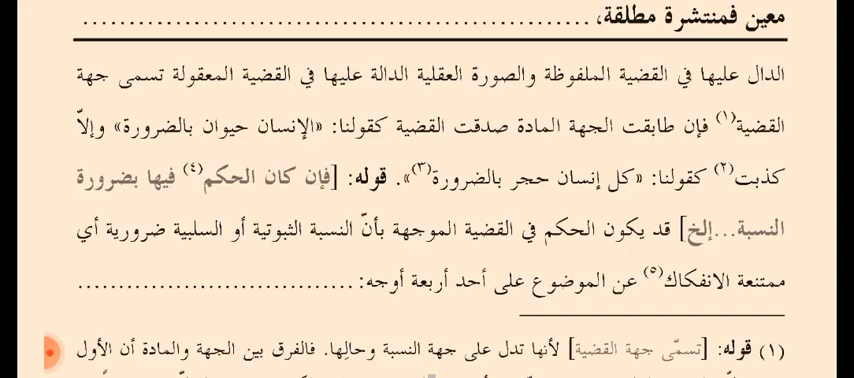 معين فمنتشرة مطلقة، ..........................................................
الدال عليها في القضية الملفوظة والصورة العقلية الدالة عليها في القضية المعقولة تسمى جهة
القضية(١) فإن طابقت الجهة المادة صدقت القضية كقولنا: «الإنسان حيوان بالضرورة» وإلاّ
كذبت(٢) كقولنا: «كل إنسان حجر بالضرورة(٣)». قوله: [فإن كان الحكم(٤) فيها بضرورة
النسبة...إلخ] قد يكون الحكم في القضية الموجهة بأنّ النسبة الثبوتية أو السلبية ضرورية أي
ممتنعة الانفكاك(٥) عن الموضوع على أحد أربعة أوجه: ..................................
(١) قوله: [تسمّى جهة القضية] لأنها تدل على جهة النسبة وحالها. فالفرق بين الجهة والمادة أن الأول